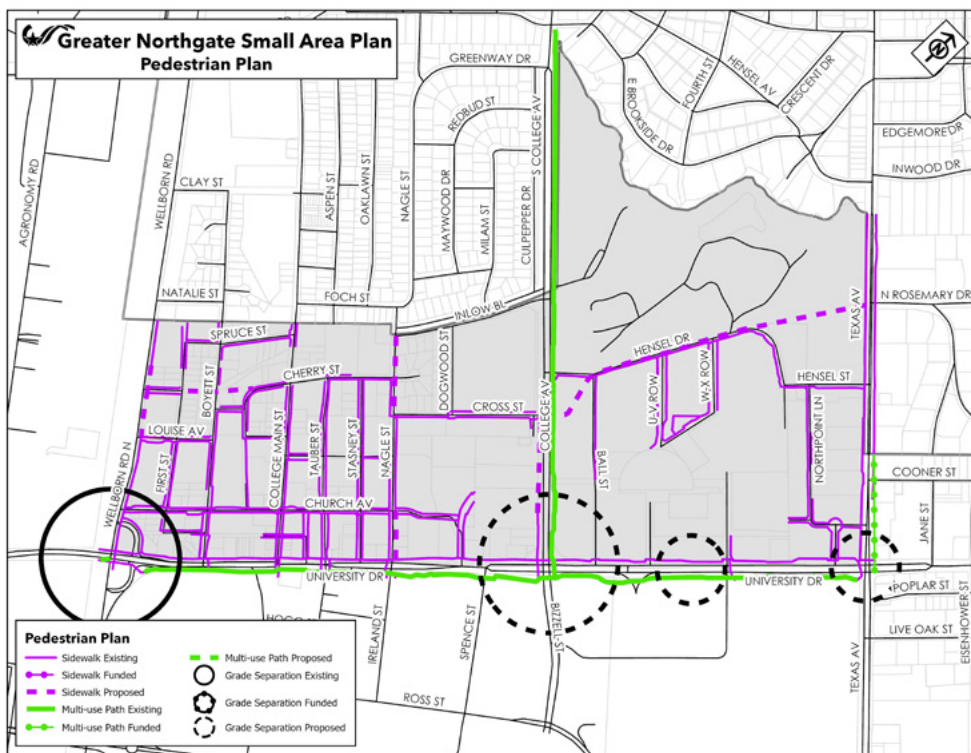 Greater Northgate Small Area Plan
Pedestrian Plan
N
GREENWAY DR
REDBUD ST
S COLLEGE AV
E BROOKSIDE DR
FOURTH ST
HENSEL AV
CRESCENT DR
EDGEMORE DR
INWOOD DR
AGRONOMY RD
WELLBORN RD
CLAY ST
ASPEN ST
OAKLAWN ST
NAGLE ST
MAYWOOD DR
MILAM ST
CULPEPPER DR
NATALIE ST
FOCH ST
INLOW BL
N ROSEMARY DR
TEXAS AV
SPRUCE ST
CHERRY ST
BOYETT ST
DOGWOOD ST
HENSEL DR
U-V ROW
W-X ROW
HENSEL ST
CROSS ST
COLLEGE AV
LOUISE AV
FIRST ST
COLLEGE MAIN ST
TAUBER ST
STASNEY ST
NAGLE ST
BALL ST
NORTHPOINT LN
COONER ST
WELLBORN RD N
CHURCH AV
JANE ST
UNIVERSITY DR
UNIVERSITY DR
POPLAR ST
LIVE OAK ST
EISENHOWER ST
IRELAND ST
SPENCE ST
BIZZELL ST
TEXAS AV
ROSS ST
Pedestrian Plan
Sidewalk Existing
Sidewalk Funded
Sidewalk Proposed
Multi-use Path Existing
Multi-use Path Funded
Multi-use Path Proposed
Grade Separation Existing
Grade Separation Funded
Grade Separation Proposed